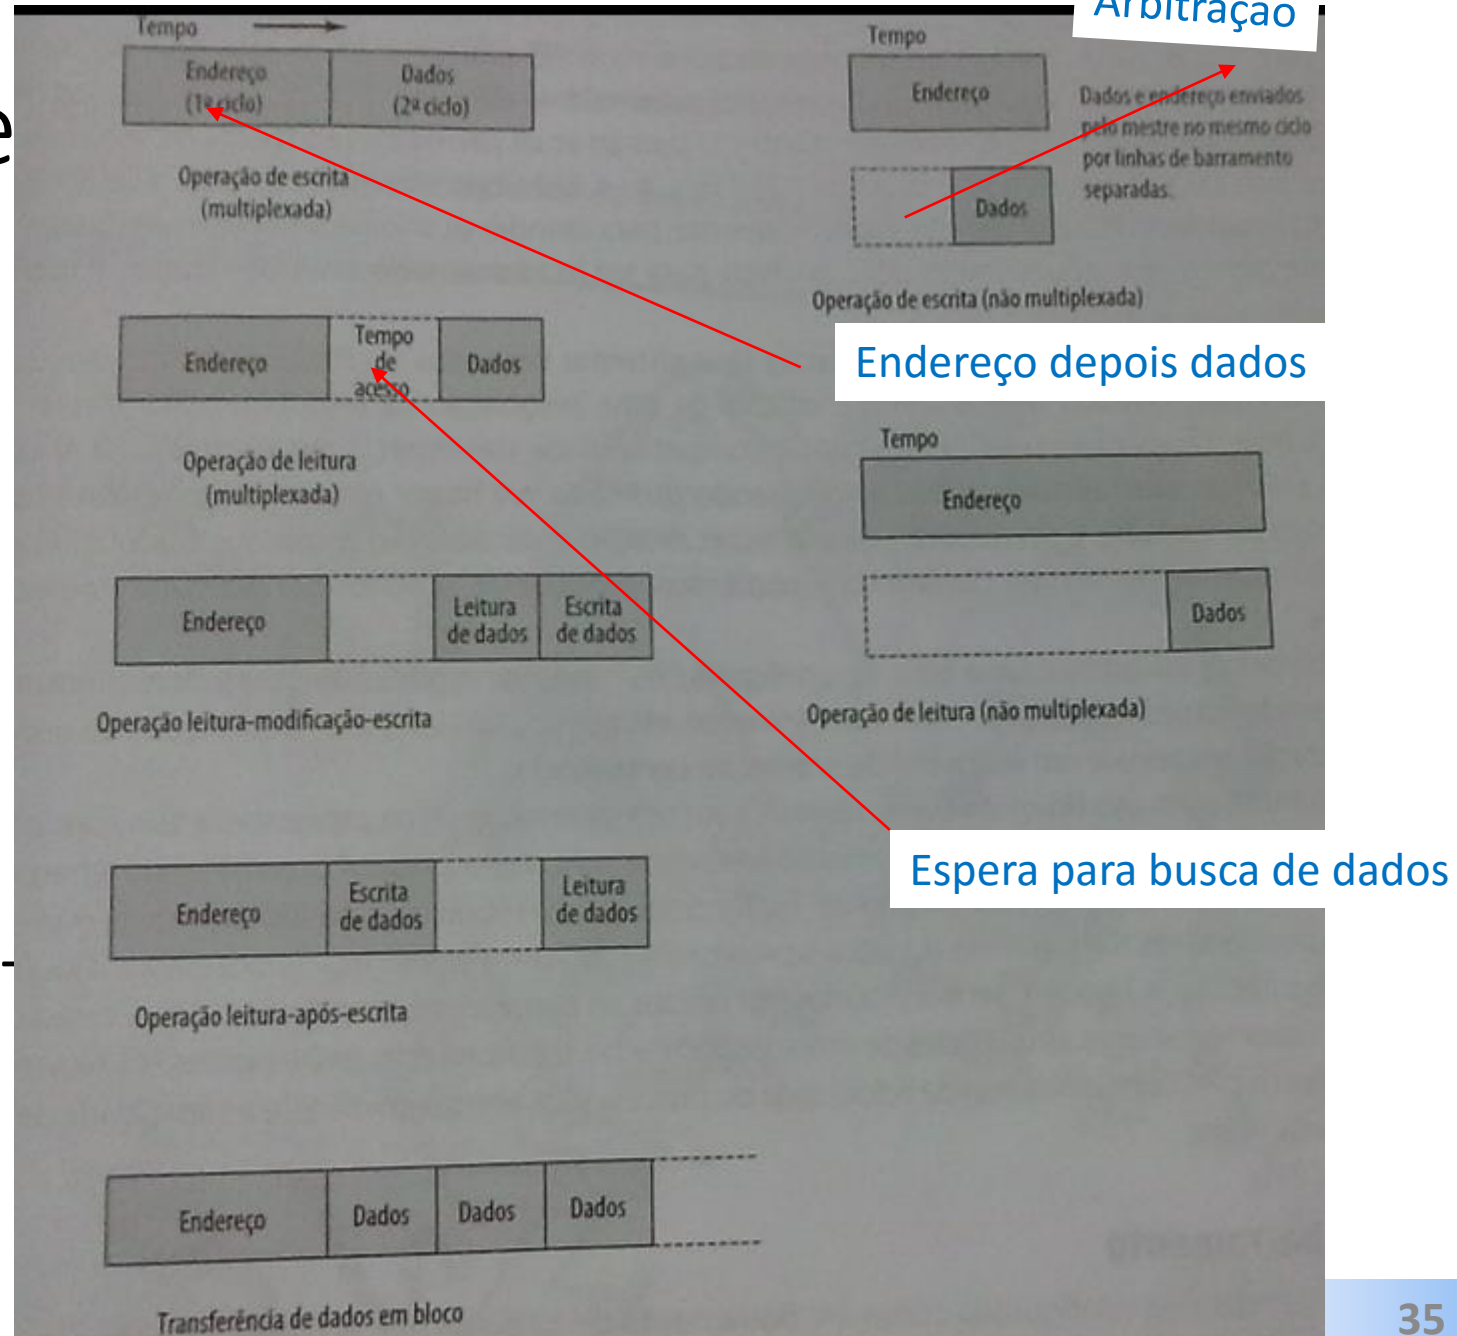 Arbitração
Tempo
Endereço
(1º ciclo)
Dados
(2º ciclo)
Operação de escrita
(multiplexada)
Tempo
Endereço
Dados e endereço enviados
pelo mestre no mesmo ciclo
por linhas de barramento
separadas.
Dados
Operação de escrita (não multiplexada)
Endereço depois dados
Endereço
Tempo
de
acesso
Dados
Operação de leitura
(multiplexada)
Tempo
Endereço
Dados
Operação de leitura (não multiplexada)
Endereço
Leitura
de dados
Escrita
de dados
Operação leitura-modificação-escrita
Espera para busca de dados
Endereço
Escrita
de dados
Leitura
de dados
Operação leitura-após-escrita
Endereço
Dados
Dados
Dados
Transferência de dados em bloco
35